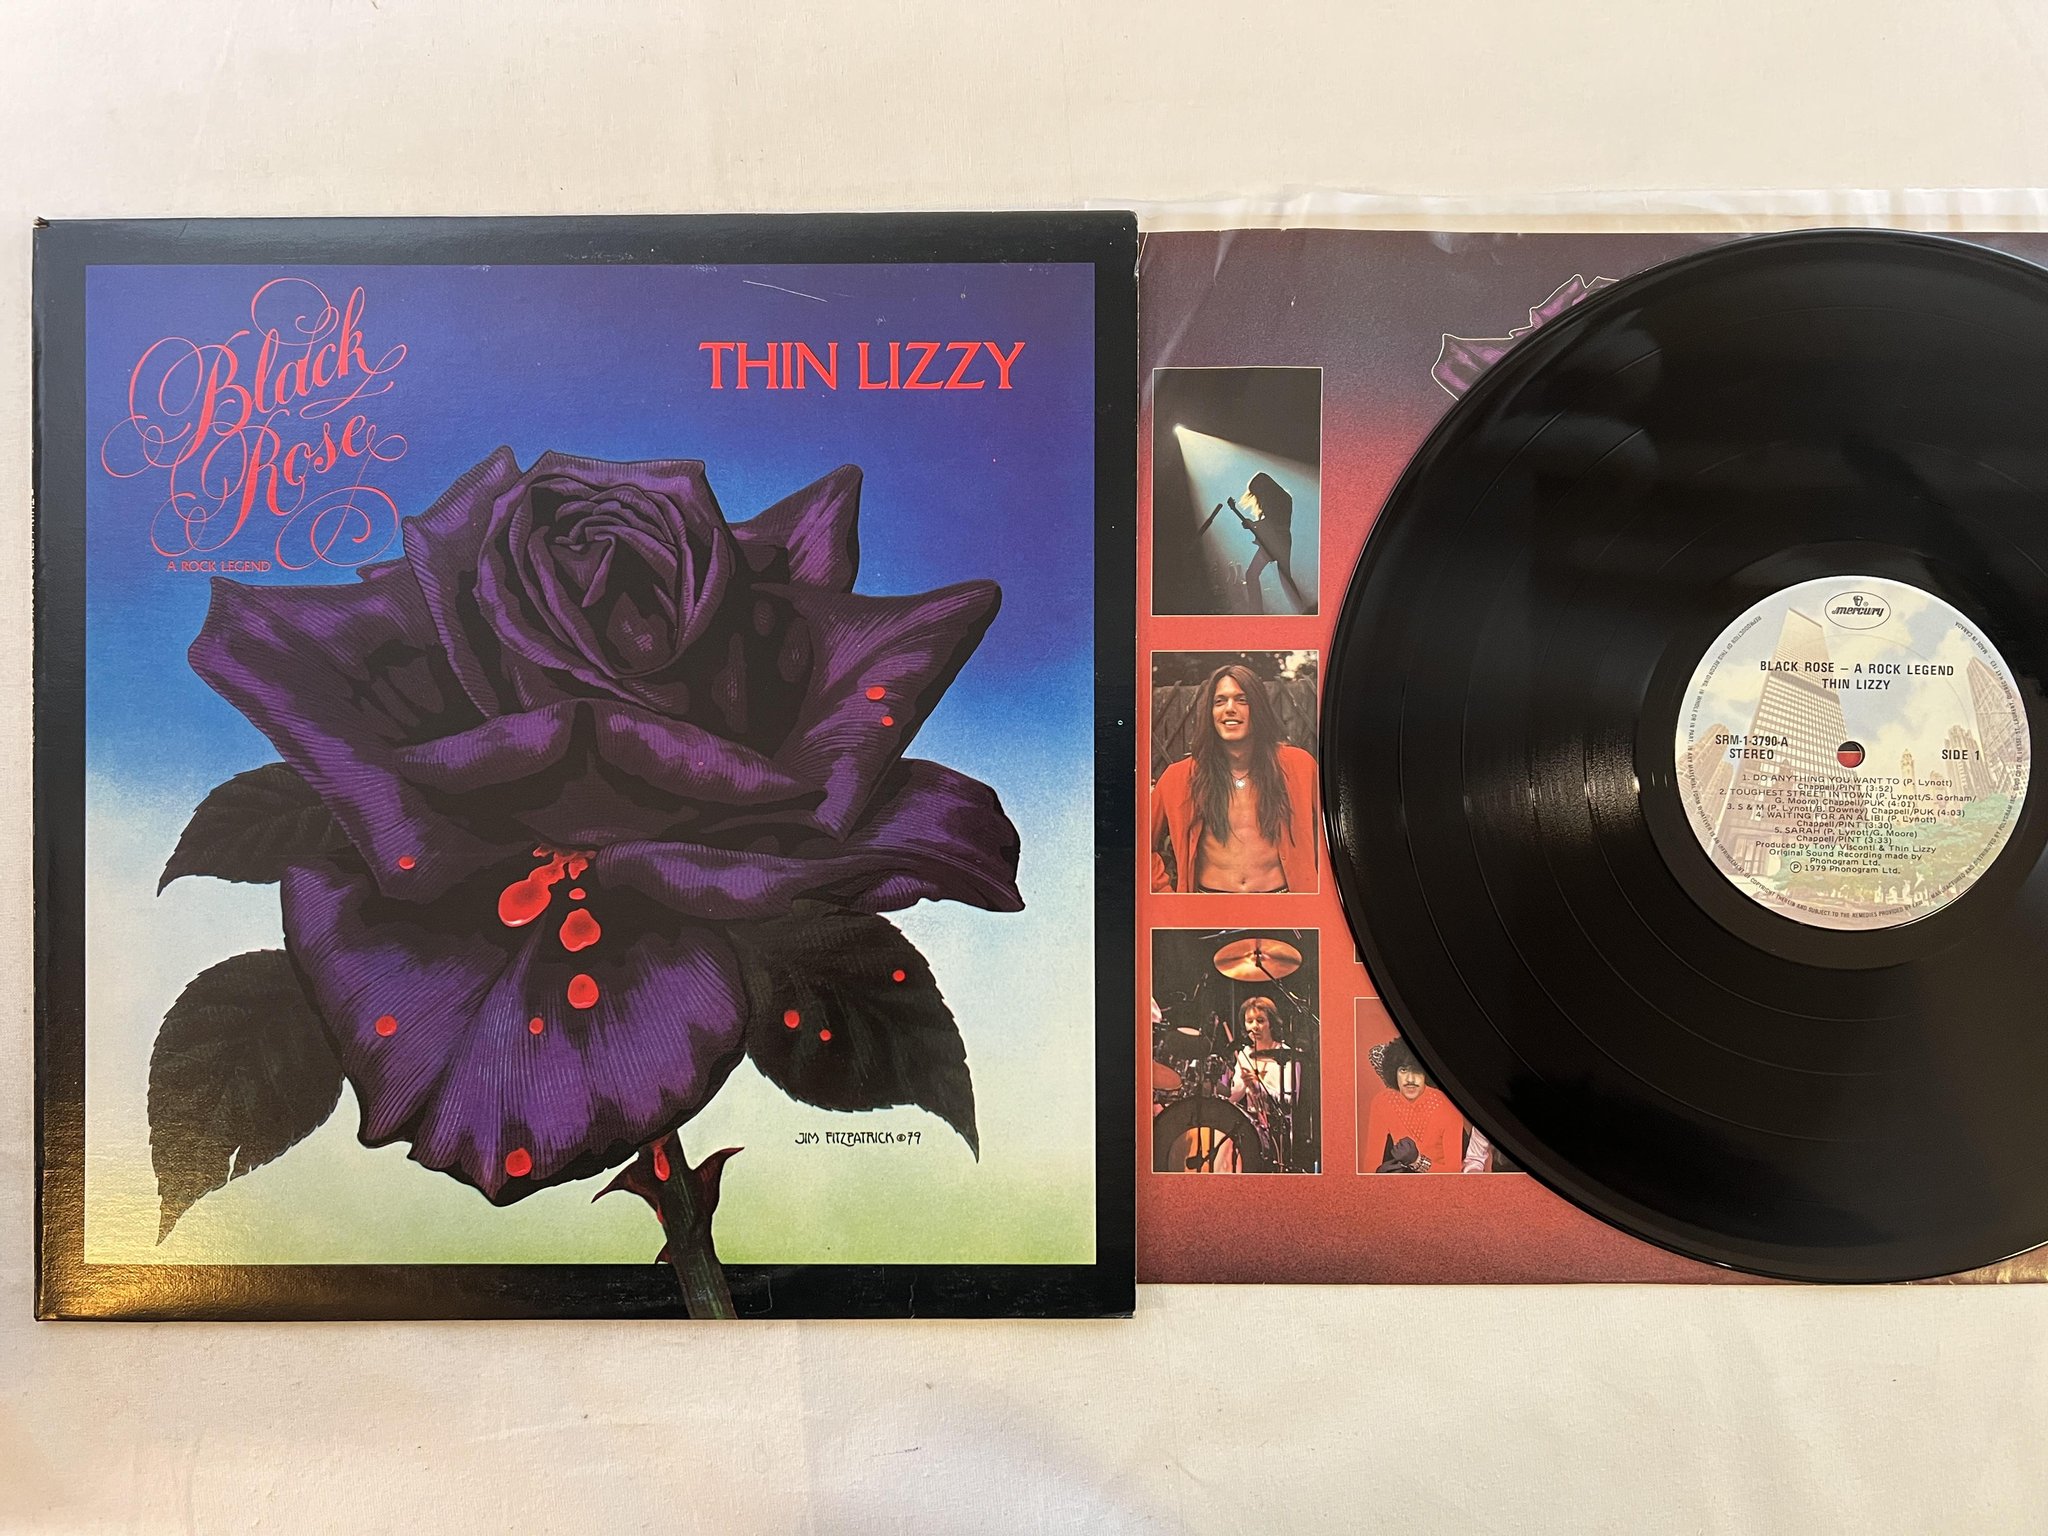 Black
Rose
A ROCK LEGEND
THIN LIZZY
JIM FITZPATRICK © 79
mercury
BLACK ROSE – A ROCK LEGEND
THIN LIZZY
SRM-1-3790-A
STEREO
SIDE 1
1. DO ANYTHING YOU WANT TO (P. Lynott)
Chappell/PINT (3:52)
2. TOUGHEST STREET IN TOWN (P. Lynott/S. Gorham/
G. Moore) Chappell/PUK (4:01)
3. S & M (P. Lynott/B. Downey) Chappell/PUK (4:03)
4. WAITING FOR AN ALIBI (P. Lynott)
Chappell/PINT (3:30)
5. SARAH (P. Lynott/G. Moore)
Chappell/PINT (3:33)
Produced by Tony Visconti & Thin Lizzy
Original Sound Recording made by
Phonogram Ltd.
Ⓟ 1979 Phonogram Ltd.
MADE IN CANADA